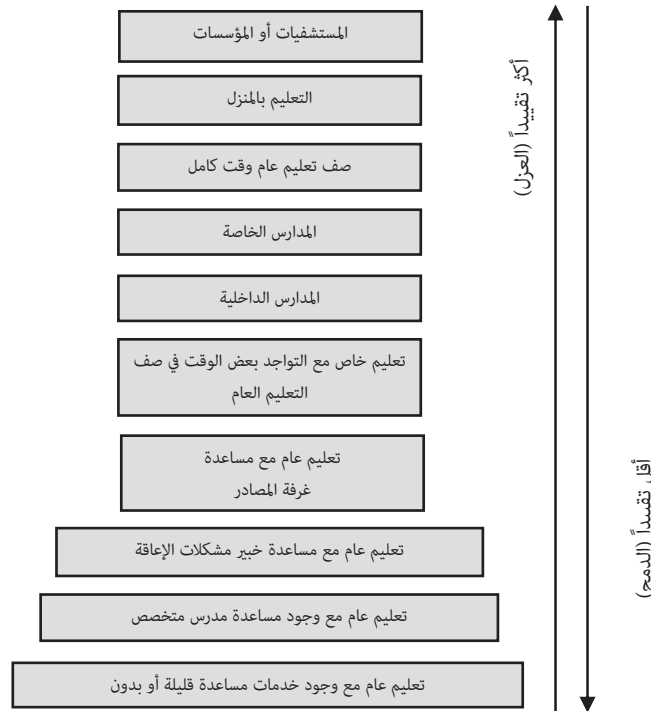 المستشفيات أو المؤسسات
التعليم بالمنزل
صف تعليم عام وقت كامل
المدارس الخاصة
المدارس الداخلية
تعليم خاص مع التواجد بعض الوقت في صف
التعليم العام
تعليم عام مع مساعدة
غرفة المصادر
تعليم عام مع مساعدة خبير مشكلات الإعاقة
تعليم عام مع وجود مساعدة مدرس متخصص
تعليم عام مع وجود خدمات مساعدة قليلة أو بدون
أكثر تقييداً (العزل)
أقل تقييداً (الدمج)